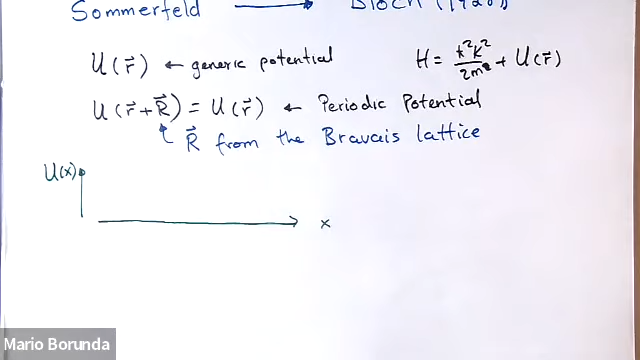 Sommerfeld → Bloch (1928)
U(r⃗) ← generic potential H = ħ²k²/2m + U(r⃗)
U(r⃗+R⃗) = U(r⃗) ← Periodic Potential
R⃗ from the Bravais lattice
U(x)
x
Mario Borunda